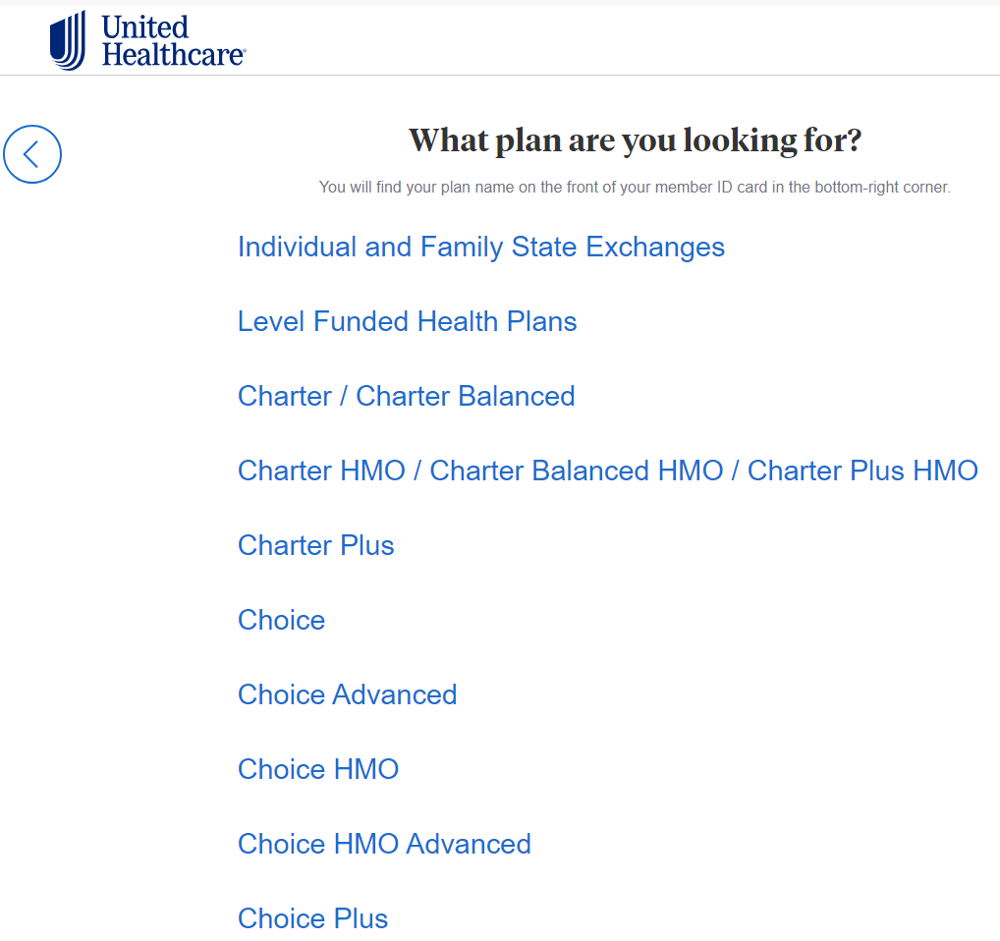 United
Healthcare®
What plan are you looking for?
You will find your plan name on the front of your member ID card in the bottom-right corner.
Individual and Family State Exchanges
Level Funded Health Plans
Charter / Charter Balanced
Charter HMO / Charter Balanced HMO / Charter Plus HMO
Charter Plus
Choice
Choice Advanced
Choice HMO
Choice HMO Advanced
Choice Plus